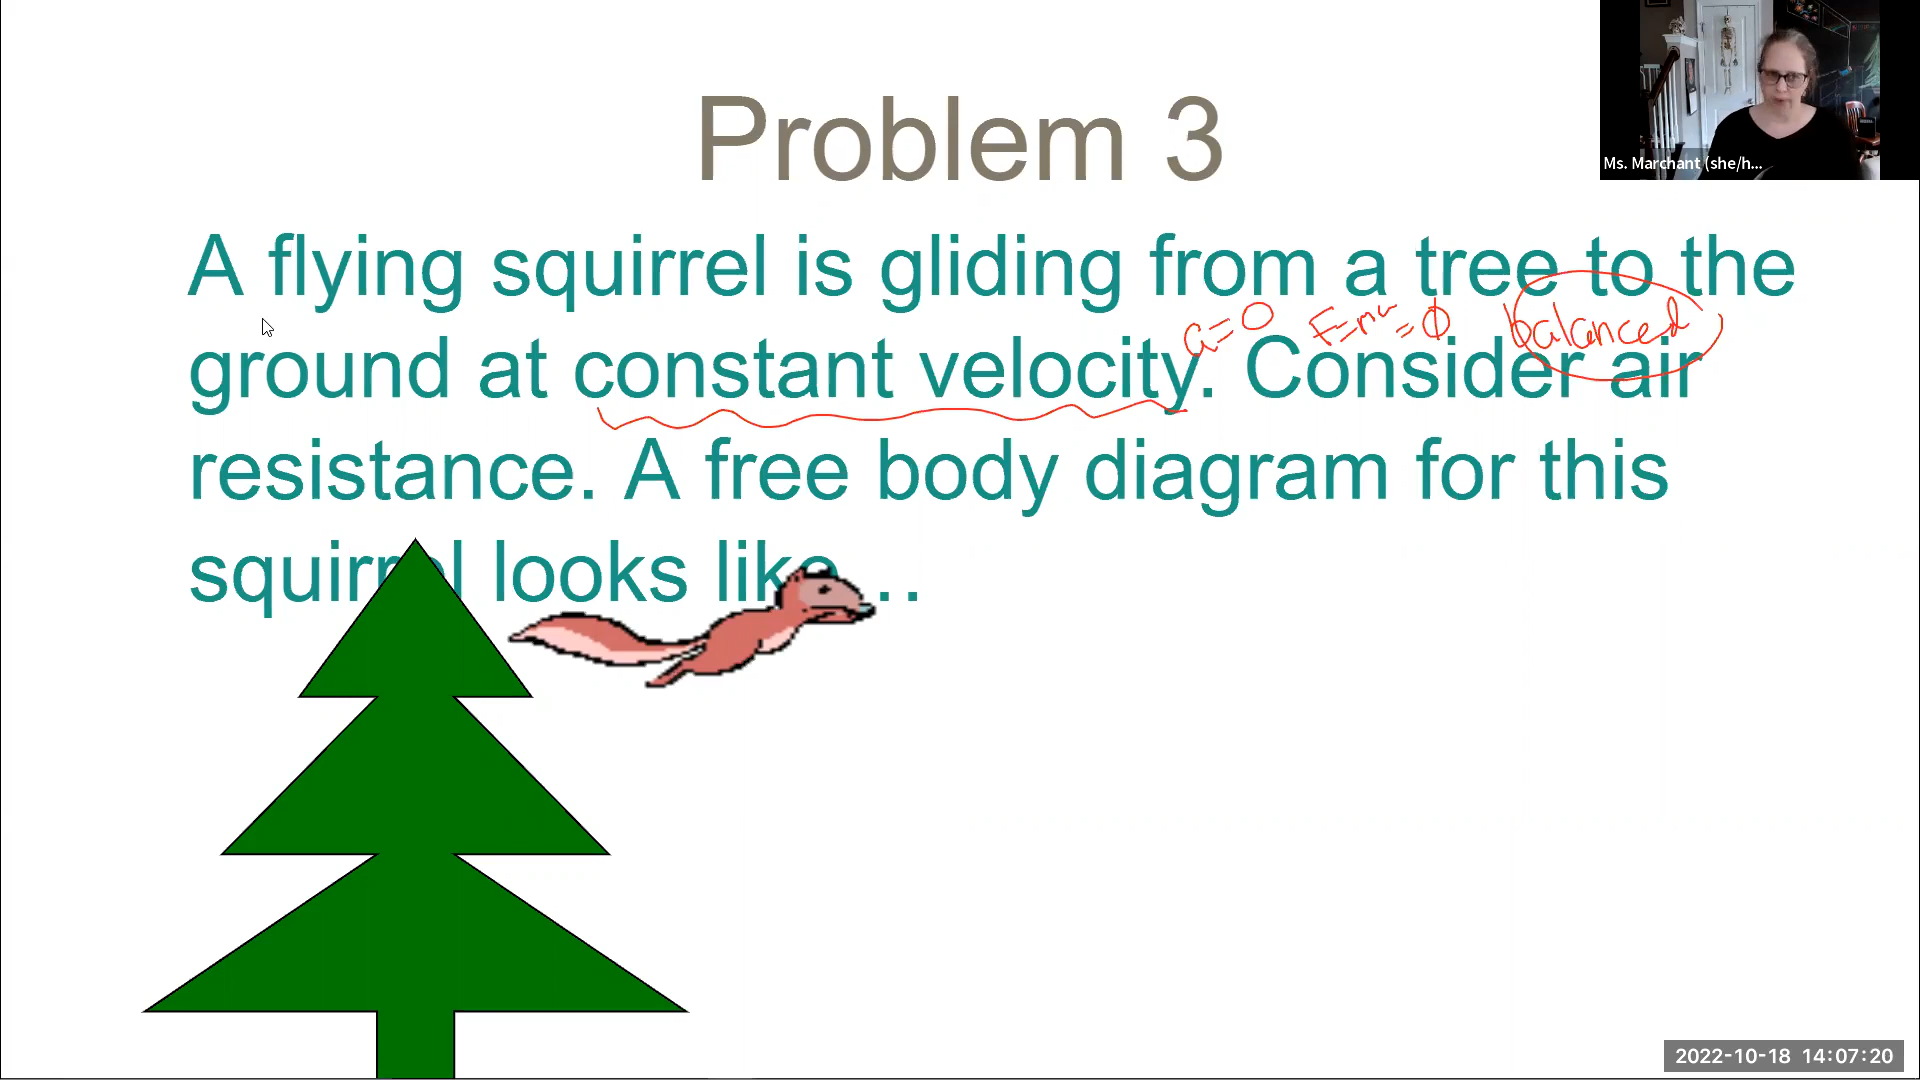 Problem 3
Ms. Marchant (she/h...
A flying squirrel is gliding from a tree to the
a=0 F=ma=0 balanced
ground at constant velocity. Consider air
resistance. A free body diagram for this
squirrel looks like…
2022-10-18 14:07:20